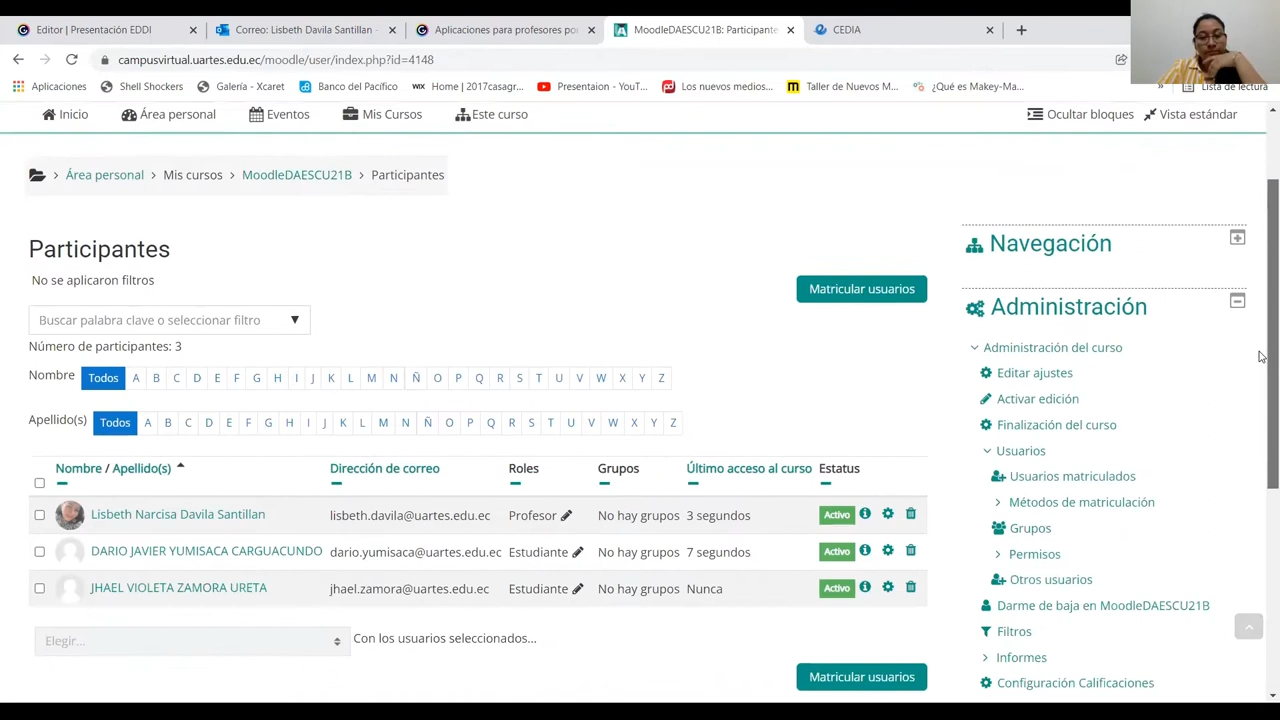 Editor | Presentación EDDI
Correo: Lisbeth Davila Santillan -
Aplicaciones para profesores po
MoodleDAESCU21B: Participante
CEDIA
campusvirtual.uartes.edu.ec/moodle/user/index.php?id=4148
Aplicaciones
Shell Shockers
Galería - Xcaret
Banco del Pacífico
WIX
Home | 2017casagr...
Presentaion - YouT...
Los nuevos medios...
Taller de Nuevos M...
¿Qué es Makey-Ma...
»
Lista de lectura
Inicio
Área personal
Eventos
Mis Cursos
Este curso
Ocultar bloques
Vista estándar
Área personal
Mis cursos
MoodleDAESCU21B
Participantes
Participantes
No se aplicaron filtros
Matricular usuarios
Buscar palabra clave o seleccionar filtro ▼
Número de participantes: 3
Nombre Todos A B C D E F G H I J K L M N Ñ O P Q R S T U V W X Y Z
Apellido(s) Todos A B C D E F G H I J K L M N Ñ O P Q R S T U V W X Y Z
Nombre / Apellido(s) Dirección de correo Roles Grupos Último acceso al curso Estatus
Lisbeth Narcisa Davila Santillan lisbeth.davila@uartes.edu.ec Profesor No hay grupos 3 segundos Activo
DARIO JAVIER YUMISACA CARGUACUNDO dario.yumisaca@uartes.edu.ec Estudiante No hay grupos 7 segundos Activo
JHAEL VIOLETA ZAMORA URETA jhael.zamora@uartes.edu.ec Estudiante No hay grupos Nunca Activo
Elegir... Con los usuarios seleccionados...
Matricular usuarios
Navegación
Administración
Administración del curso
Editar ajustes
Activar edición
Finalización del curso
Usuarios
Usuarios matriculados
Métodos de matriculación
Grupos
Permisos
Otros usuarios
Darme de baja en MoodleDAESCU21B
Filtros
Informes
Configuración Calificaciones